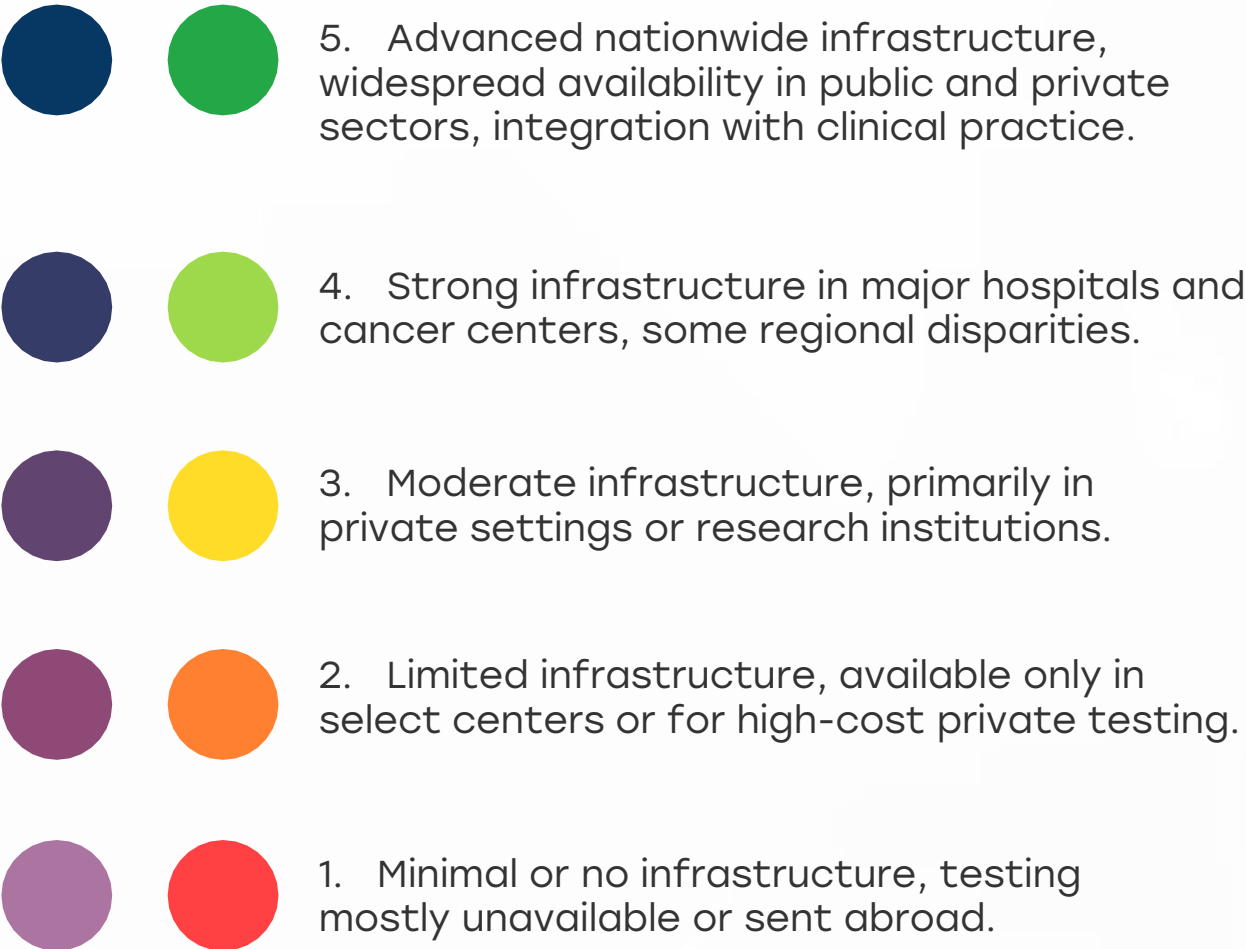 5. Advanced nationwide infrastructure,
widespread availability in public and private
sectors, integration with clinical practice.
4. Strong infrastructure in major hospitals and
cancer centers, some regional disparities.
3. Moderate infrastructure, primarily in
private settings or research institutions.
2. Limited infrastructure, available only in
select centers or for high-cost private testing.
1. Minimal or no infrastructure, testing
mostly unavailable or sent abroad.